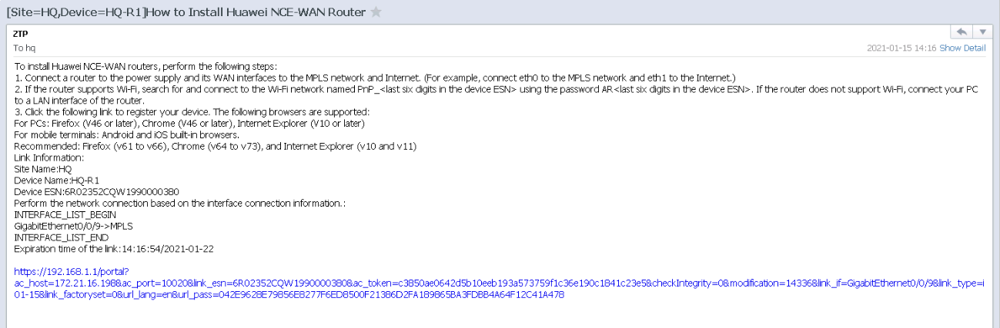 [Site=HQ,Device=HQ-R1]How to Install Huawei NCE-WAN Router
ZTP
To hq
2021-01-15 14:16 Show Detail
To install Huawei NCE-WAN routers, perform the following steps:
1. Connect a router to the power supply and its WAN interfaces to the MPLS network and Internet. (For example, connect eth0 to the MPLS network and eth1 to the Internet.)
2. If the router supports Wi-Fi, search for and connect to the Wi-Fi network named PnP_<last six digits in the device ESN> using the password AR<last six digits in the device ESN>. If the router does not support Wi-Fi, connect your PC
to a LAN interface of the router.
3. Click the following link to register your device. The following browsers are supported:
For PCs: Firefox (V46 or later), Chrome (V46 or later), Internet Explorer (V10 or later)
For mobile terminals: Android and iOS built-in browsers.
Recommended: Firefox (v61 to v66), Chrome (v64 to v73), and Internet Explorer (v10 and v11)
Link Information:
Site Name:HQ
Device Name:HQ-R1
Device ESN:6R02352CQW1990000380
Perform the network connection based on the interface connection information.:
INTERFACE_LIST_BEGIN
GigabitEthernet0/0/9->MPLS
INTERFACE_LIST_END
Expiration time of the link:14:16:54/2021-01-22
https://192.168.1.1/portal?
ac_host=172.21.16.198&ac_port=10020&link_esn=6R02352CQW1990000380&ac_token=c3850ae0642d5b10eeb193a573759f1c36e190c1841c23e5&checkIntegrity=0&modification=14336&link_if=GigabitEthernet0/0/9&link_type=i
01-15&link_factoryset=0&url_lang=en&url_pass=042E9628E79856E8277F6ED8500F21386D2FA189865BA3FDBB4A64F12C41A478